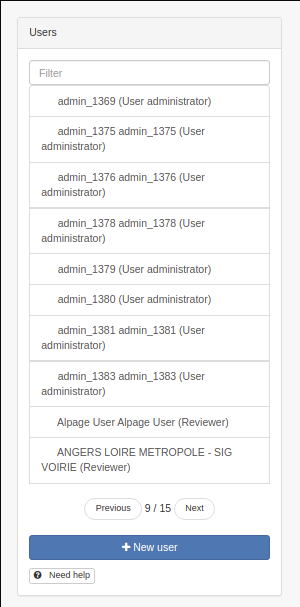 Users
Filter
admin_1369 (User administrator)
admin_1375 admin_1375 (User
administrator)
admin_1376 admin_1376 (User
administrator)
admin_1378 admin_1378 (User
administrator)
admin_1379 (User administrator)
admin_1380 (User administrator)
admin_1381 admin_1381 (User
administrator)
admin_1383 admin_1383 (User
administrator)
Alpage User Alpage User (Reviewer)
ANGERS LOIRE METROPOLE - SIG
VOIRIE (Reviewer)
Previous 9 / 15 Next
+ New user
Need help